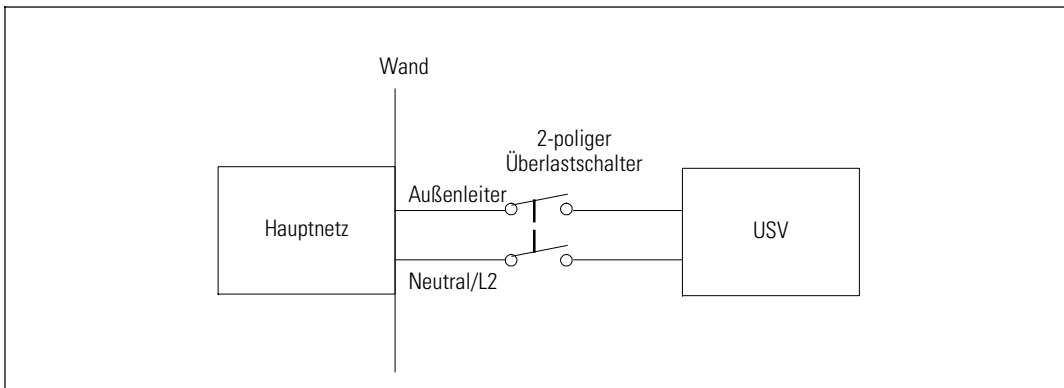 Wand
2-poliger
Überlastschalter
Außenleiter
Hauptnetz
USV
Neutral/L2